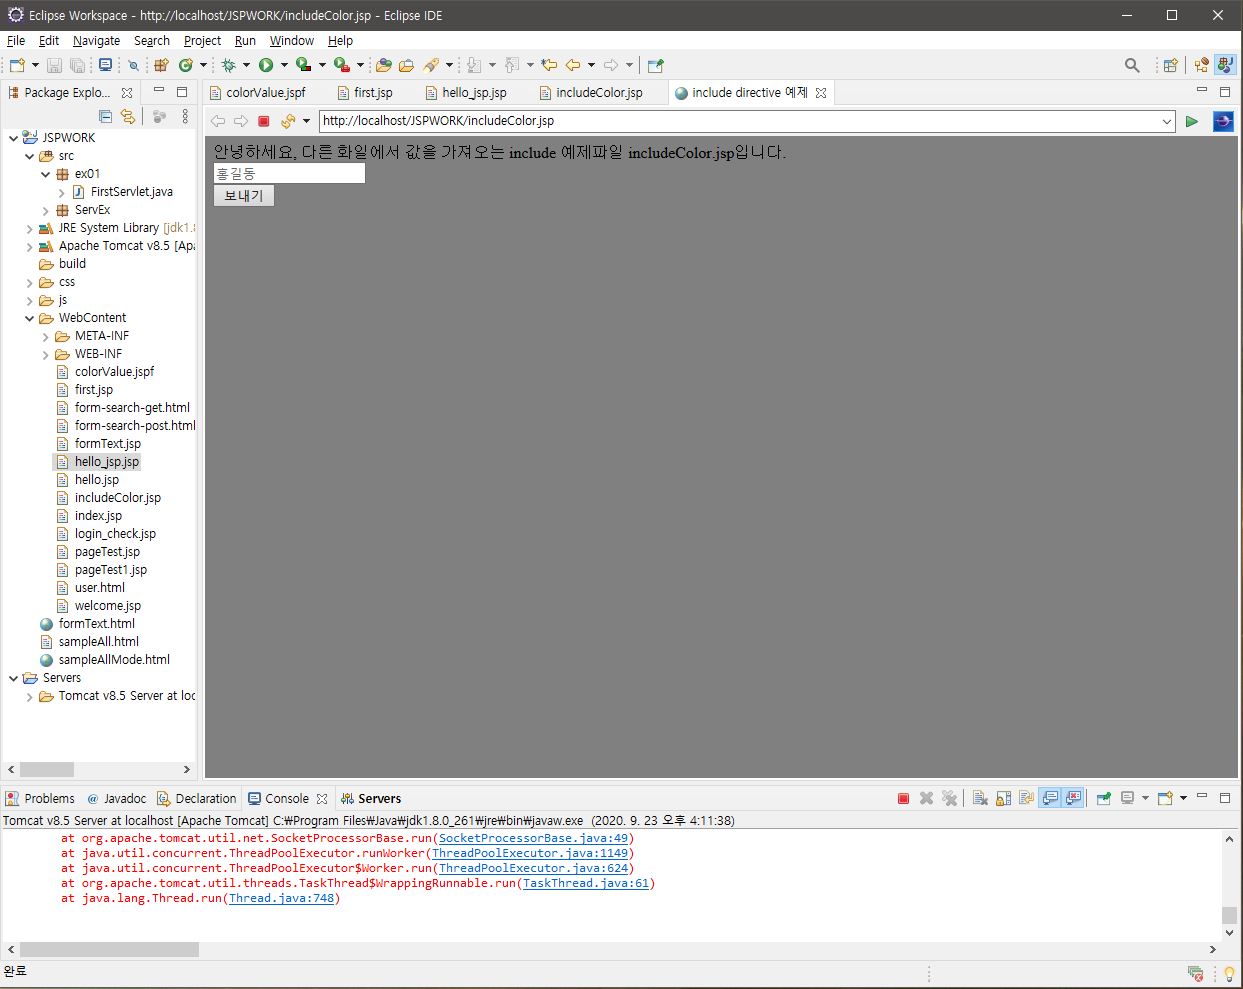 Eclipse Workspace - http://localhost/JSPWORK/includeColor.jsp - Eclipse IDE
File Edit Navigate Search Project Run Window Help
Package Explo...
colorValue.jspf first.jsp hello_jsp.jsp includeColor.jsp include directive 예제
http://localhost/JSPWORK/includeColor.jsp
안녕하세요, 다른 화일에서 값을 가져오는 include 예제파일 includeColor.jsp입니다.
홍길동
보내기
JSPWORK
src
ex01
FirstServlet.java
ServEx
JRE System Library [jdk1.8
Apache Tomcat v8.5 [Apa
build
css
js
WebContent
META-INF
WEB-INF
colorValue.jspf
first.jsp
form-search-get.html
form-search-post.html
formText.jsp
hello_jsp.jsp
hello.jsp
includeColor.jsp
index.jsp
login_check.jsp
pageTest.jsp
pageTest1.jsp
user.html
welcome.jsp
formText.html
sampleAll.html
sampleAllMode.html
Servers
Tomcat v8.5 Server at loc
Problems @ Javadoc Declaration Console Servers
Tomcat v8.5 Server at localhost [Apache Tomcat] C:₩Program Files₩Java₩jdk1.8.0_261₩jre₩bin₩javaw.exe (2020. 9. 23 오후 4:11:38)
at org.apache.tomcat.util.net.SocketProcessorBase.run(SocketProcessorBase.java:49)
at java.util.concurrent.ThreadPoolExecutor.runWorker(ThreadPoolExecutor.java:1149)
at java.util.concurrent.ThreadPoolExecutor$Worker.run(ThreadPoolExecutor.java:624)
at org.apache.tomcat.util.threads.TaskThread$WrappingRunnable.run(TaskThread.java:61)
at java.lang.Thread.run(Thread.java:748)
완료